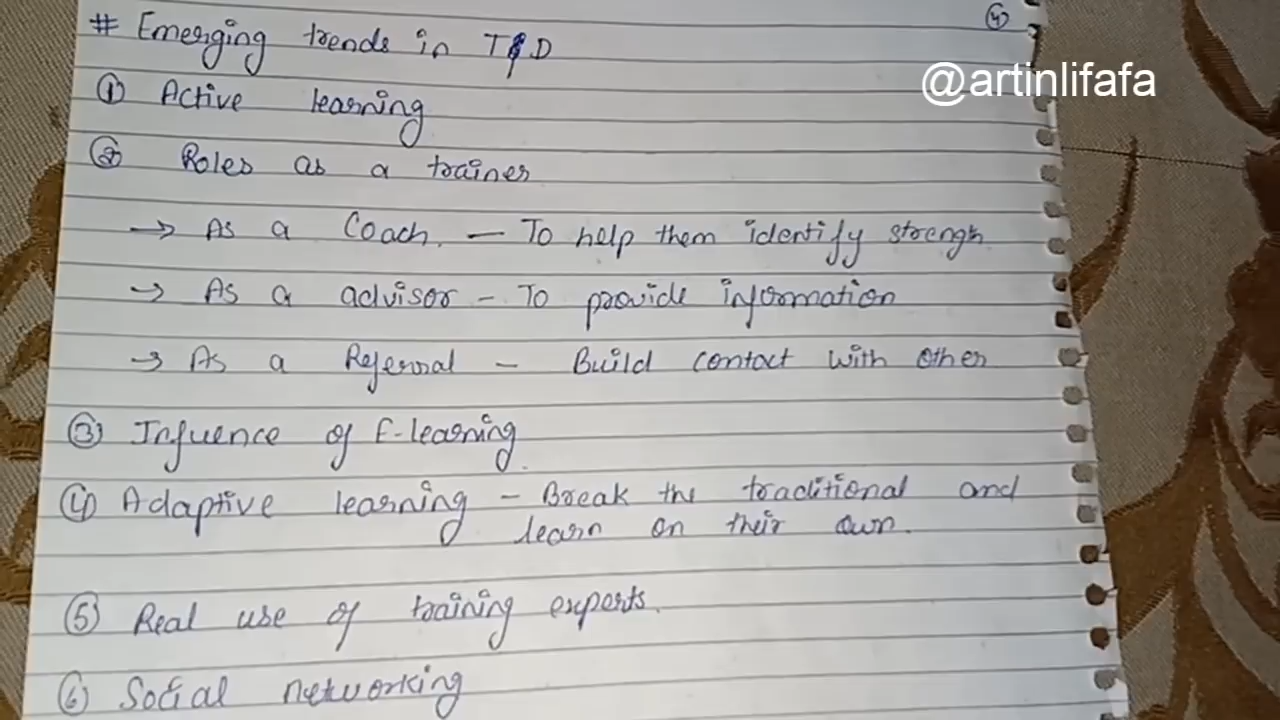 # Emerging trends in T&D
④
@artinlifafa
① Active learning
② Roles as a trainer
→ As a Coach. — To help them identify strengh
→ As a advisor - To provide information
→ As a Referral - Build contact with other
③ Infuence of E-learning.
④ Adaptive learning - Break the traditional and
learn on their own.
⑤ Real use of training experts.
⑥ Social networking